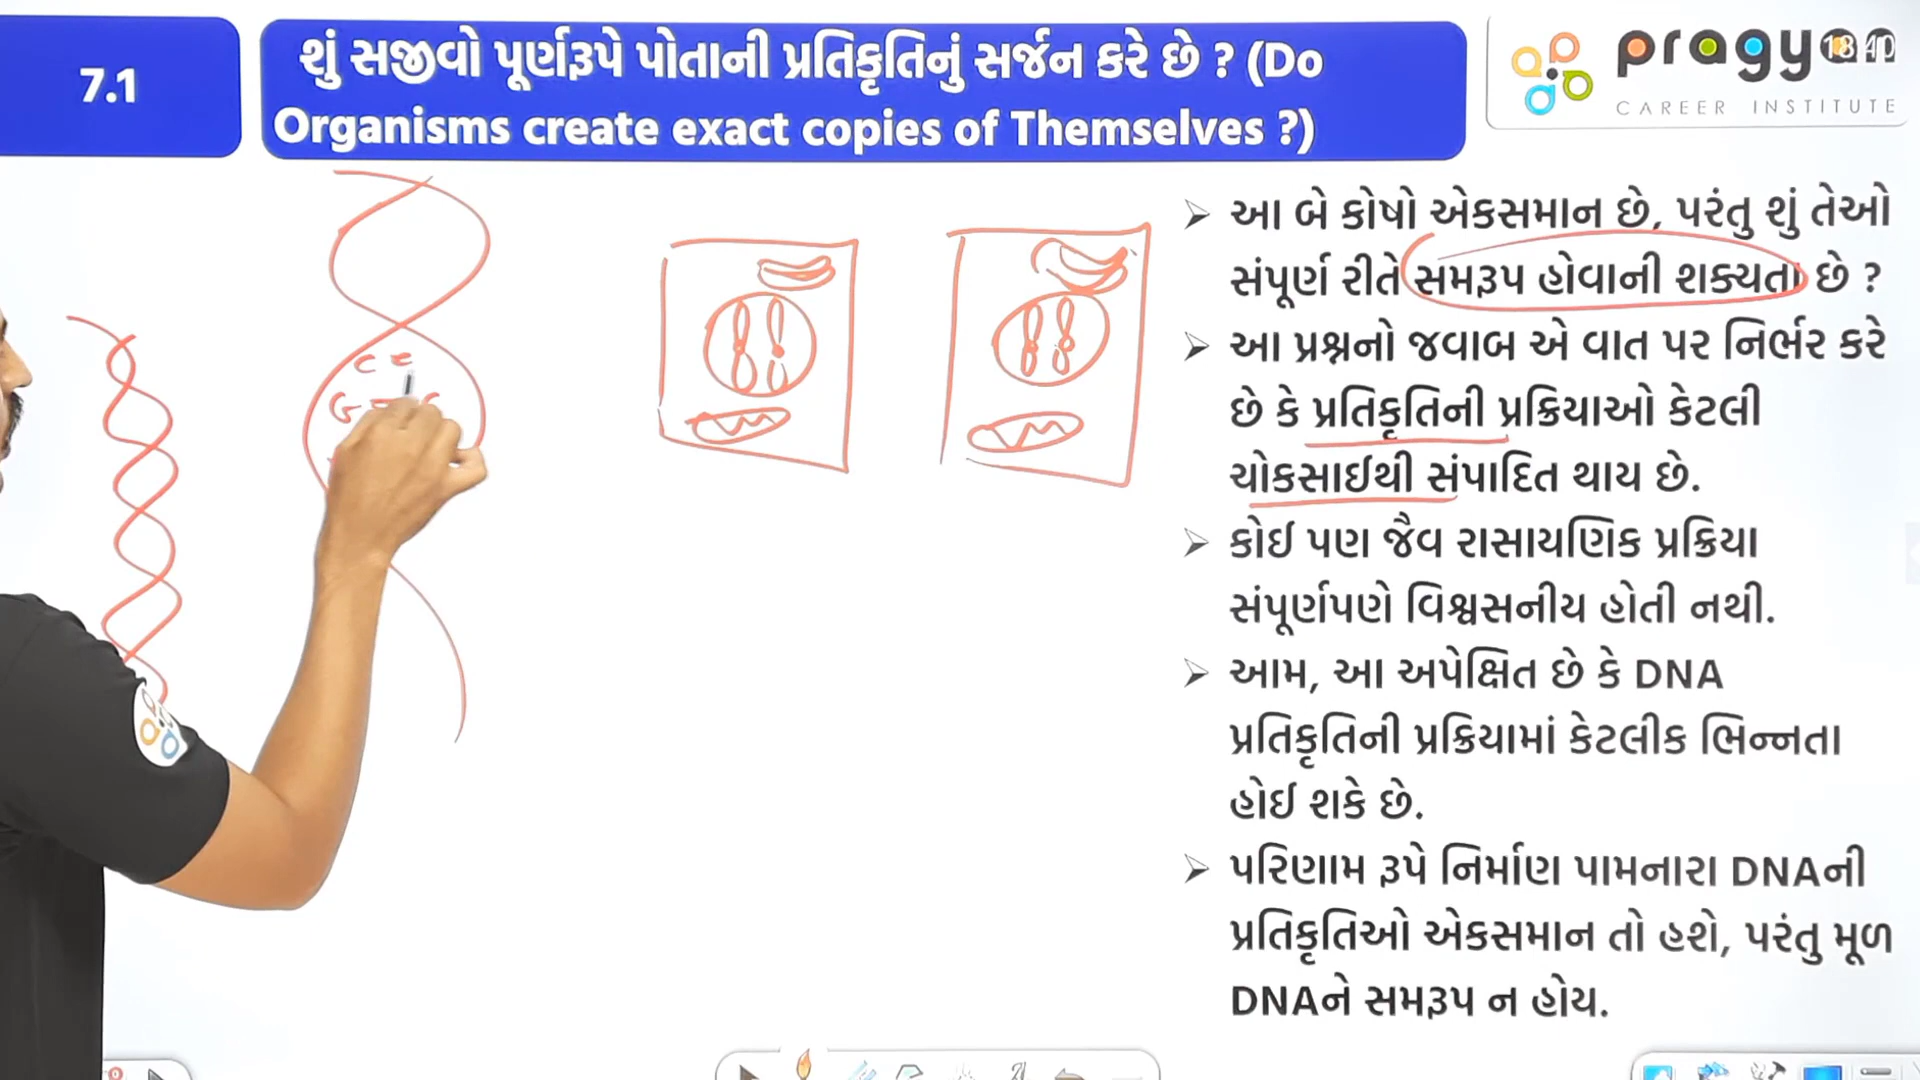 7.1
શું સજીવો પૂર્ણરૂપે પોતાની પ્રતિકૃતિનું સર્જન કરે છે ? (Do
Organisms create exact copies of Themselves ?)
CAREER INSTITUTE
➢ આ બે કોષો એકસમાન છે, પરંતુ શું તેઓ
સંપૂર્ણ રીતે સમરૂપ હોવાની શક્યતા છે ?
➢ આ પ્રશ્નનો જવાબ એ વાત પર નિર્ભર કરે
છે કે પ્રતિકૃતિની પ્રક્રિયાઓ કેટલી
ચોકસાઈથી સંપાદિત થાય છે.
➢ કોઈ પણ જૈવ રાસાયણિક પ્રક્રિયા
સંપૂર્ણપણે વિશ્વસનીય હોતી નથી.
➢ આમ, આ અપેક્ષિત છે કે DNA
પ્રતિકૃતિની પ્રક્રિયામાં કેટલીક ભિન્નતા
હોઈ શકે છે.
➢ પરિણામ રૂપે નિર્માણ પામનારા DNAની
પ્રતિકૃતિઓ એકસમાન તો હશે, પરંતુ મૂળ
DNAને સમરૂપ ન હોય.